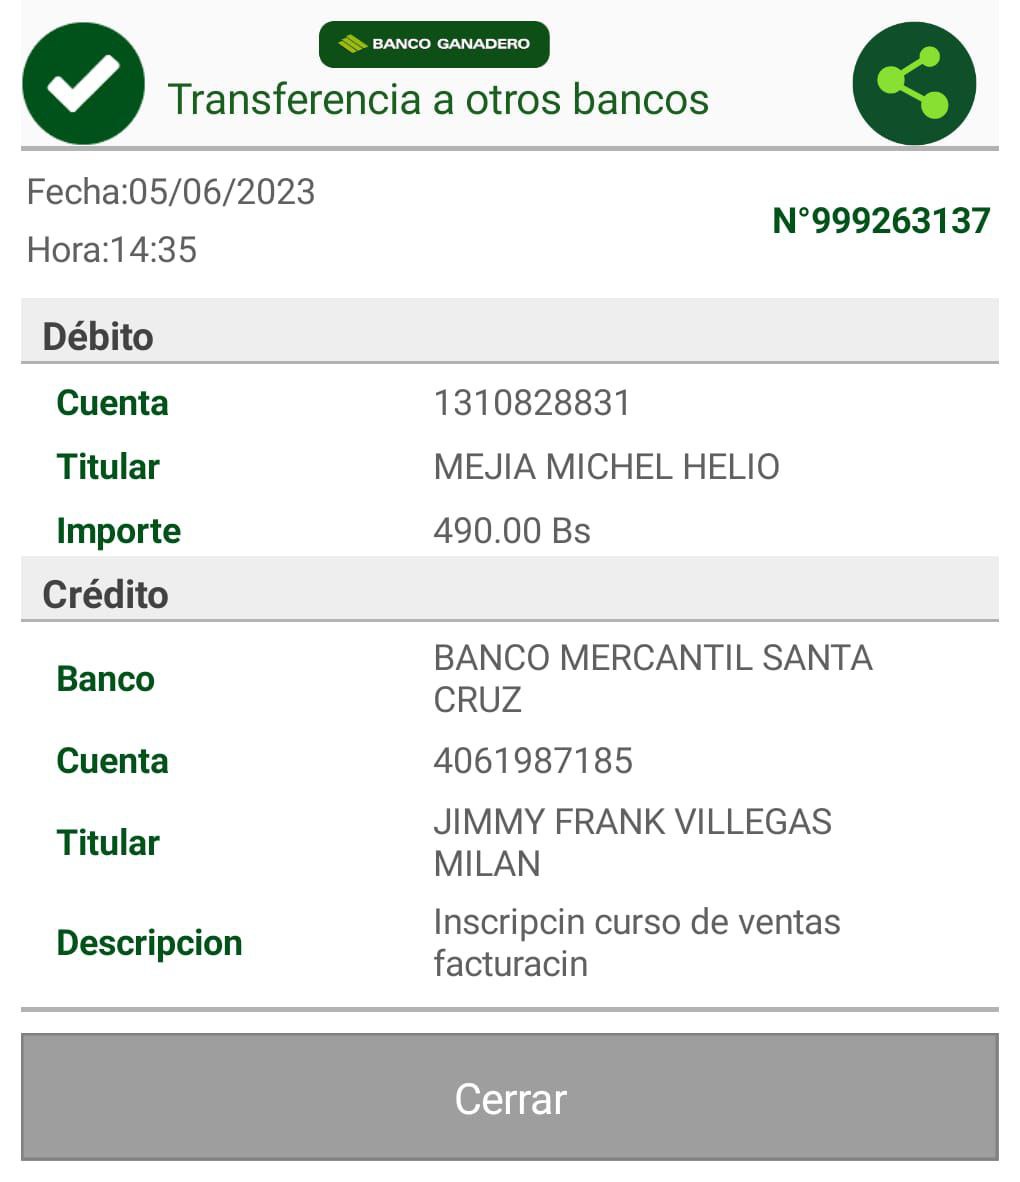 BANCO GANADERO
Transferencia a otros bancos
Fecha:05/06/2023
N°999263137
Hora:14:35
Débito
Cuenta 1310828831
Titular MEJIA MICHEL HELIO
Importe 490.00 Bs
Crédito
Banco BANCO MERCANTIL SANTA
CRUZ
Cuenta 4061987185
Titular JIMMY FRANK VILLEGAS
MILAN
Descripcion Inscripcin curso de ventas
facturacin
Cerrar